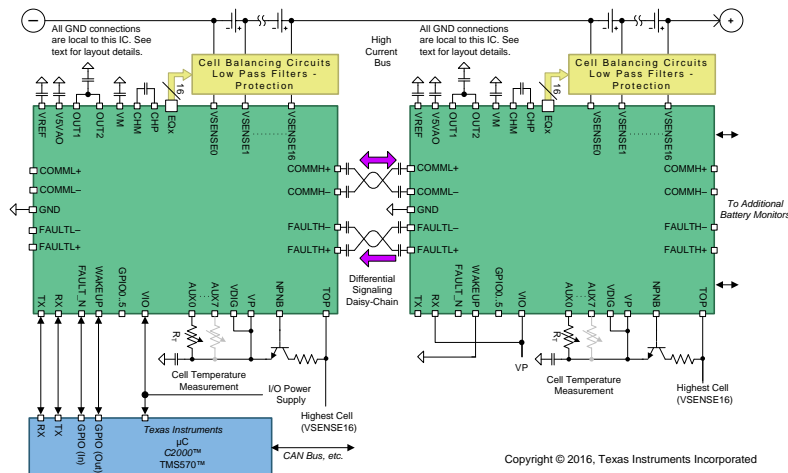 All GND connections
are local to this IC. See
text for layout details.
High
Current
Bus
All GND connections
are local to this IC. See
text for layout details.
Cell Balancing Circuits
Low Pass Filters -
Protection
Cell Balancing Circuits
Low Pass Filters -
Protection
16
16
VREF
V5VAO
OUT1
OUT2
VM
CHM
CHP
EQx
VSENSE0
VSENSE1
VSENSE16
VREF
V5VAO
OUT1
OUT2
VM
CHM
CHP
EQx
VSENSE0
VSENSE1
VSENSE16
COMML+
COMML–
GND
FAULTL–
FAULTL+
COMMH+
COMMH–
FAULTH–
FAULTH+
COMML+
COMML–
GND
FAULTL–
FAULTL+
COMMH+
COMMH–
FAULTH–
FAULTH+
To Additional
Battery Monitors
Differential
Signaling
Daisy-Chain
TX
RX
FAULT_N
WAKEUP
GPIO0..5
VIO
AUX0
AUX7
VDIG
VP
NPNB
TOP
TX
RX
FAULT_N
WAKEUP
GPIO0..5
VIO
AUX0
AUX7
VDIG
VP
NPNB
TOP
RT
RT
VP
Cell Temperature
Measurement
I/O Power
Supply
Highest Cell
(VSENSE16)
Cell Temperature
Measurement
Highest Cell
(VSENSE16)
RX
TX
GPIO (In)
GPIO (Out)
Texas Instruments
µC
C2000™
TMS570™
CAN Bus, etc.
Copyright © 2016, Texas Instruments Incorporated